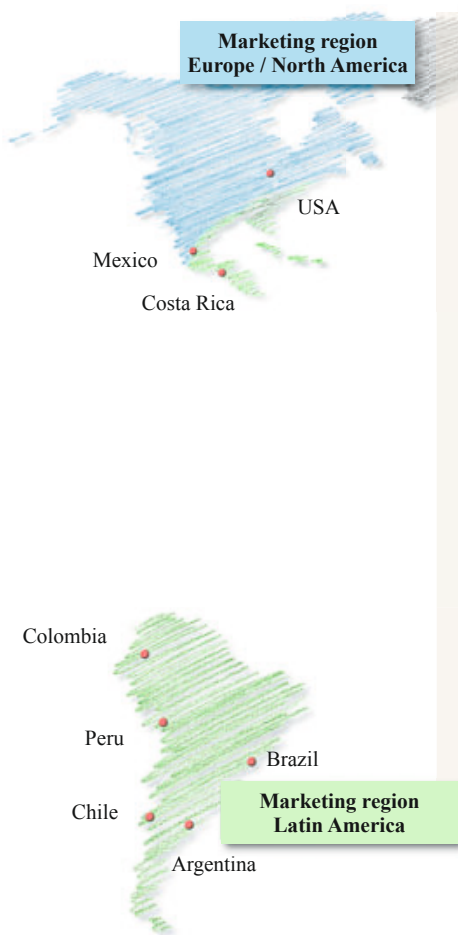 Marketing region
Europe / North America
USA
Mexico
Costa Rica
Colombia
Peru
Brazil
Chile
Marketing region
Latin America
Argentina